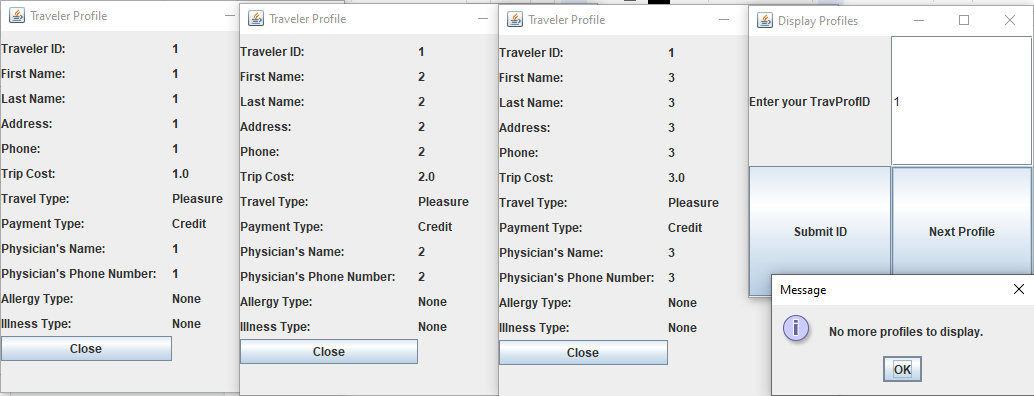 Traveler Profile
Traveler ID: 1
First Name: 1
Last Name: 1
Address: 1
Phone: 1
Trip Cost: 1.0
Travel Type: Pleasure
Payment Type: Credit
Physician's Name: 1
Physician's Phone Number: 1
Allergy Type: None
Illness Type: None
Close
Traveler Profile
Traveler ID: 1
First Name: 2
Last Name: 2
Address: 2
Phone: 2
Trip Cost: 2.0
Travel Type: Pleasure
Payment Type: Credit
Physician's Name: 2
Physician's Phone Number: 2
Allergy Type: None
Illness Type: None
Close
Traveler Profile
Traveler ID: 1
First Name: 3
Last Name: 3
Address: 3
Phone: 3
Trip Cost: 3.0
Travel Type: Pleasure
Payment Type: Credit
Physician's Name: 3
Physician's Phone Number: 3
Allergy Type: None
Illness Type: None
Close
Display Profiles
Enter your TravProfID 1
Submit ID Next Profile
Message
No more profiles to display.
OK